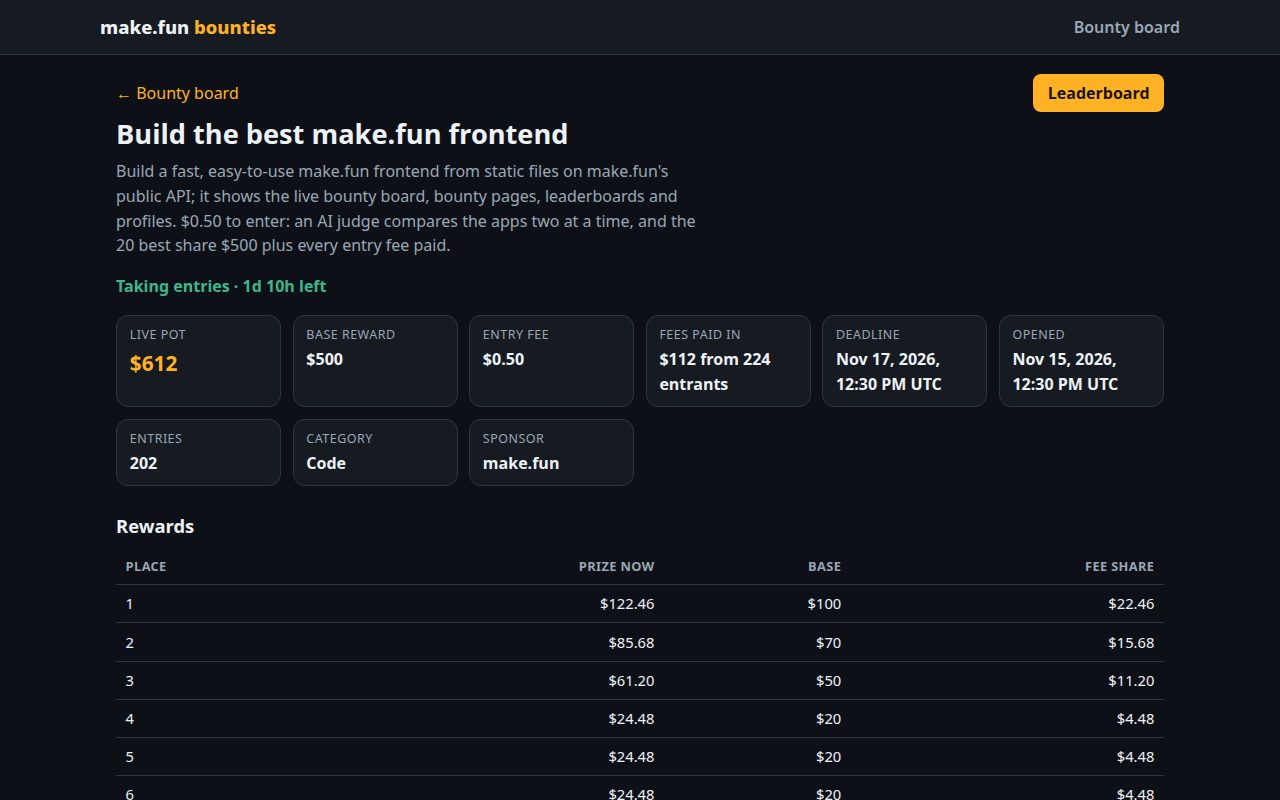 make.fun bounties
Bounty board
← Bounty board
Leaderboard
Build the best make.fun frontend
Build a fast, easy-to-use make.fun frontend from static files on make.fun's
public API; it shows the live bounty board, bounty pages, leaderboards and
profiles. $0.50 to enter: an AI judge compares the apps two at a time, and the
20 best share $500 plus every entry fee paid.
Taking entries · 1d 10h left
LIVE POT
$612
BASE REWARD
$500
ENTRY FEE
$0.50
FEES PAID IN
$112 from 224
entrants
DEADLINE
Nov 17, 2026,
12:30 PM UTC
OPENED
Nov 15, 2026,
12:30 PM UTC
ENTRIES
202
CATEGORY
Code
SPONSOR
make.fun
Rewards
PLACE PRIZE NOW BASE FEE SHARE
1 $122.46 $100 $22.46
2 $85.68 $70 $15.68
3 $61.20 $50 $11.20
4 $24.48 $20 $4.48
5 $24.48 $20 $4.48
6 $24.48 $20 $4.48